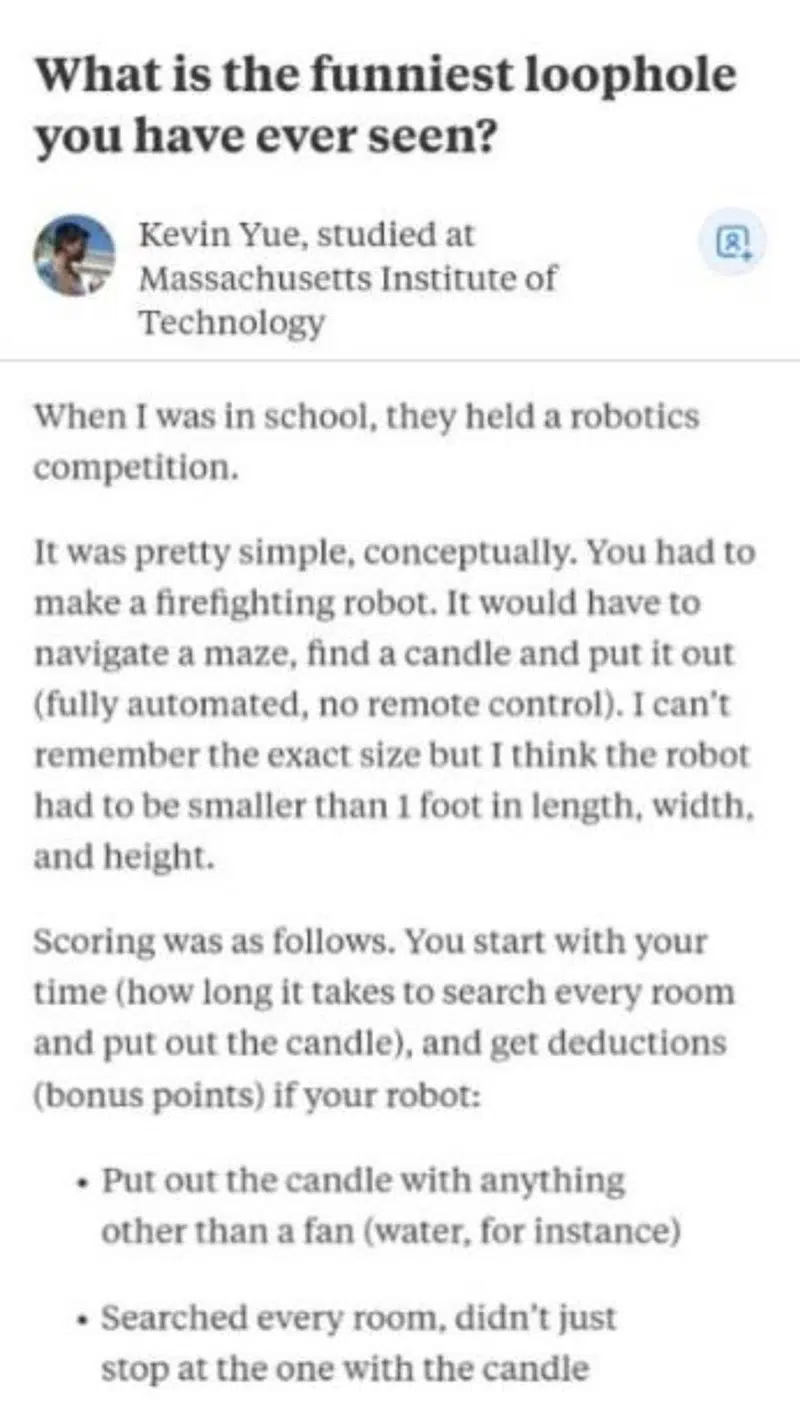 What is the funniest loophole
you have ever seen?
Kevin Yue, studied at
Massachusetts Institute of
Technology
When I was in school, they held a robotics
competition.
It was pretty simple, conceptually. You had to
make a firefighting robot. It would have to
navigate a maze, find a candle and put it out
(fully automated, no remote control). I can't
remember the exact size but I think the robot
had to be smaller than 1 foot in length, width,
and height.
Scoring was as follows. You start with your
time (how long it takes to search every room
and put out the candle), and get deductions
(bonus points) if your robot:
• Put out the candle with anything
other than a fan (water, for instance)
• Searched every room, didn't just
stop at the one with the candle